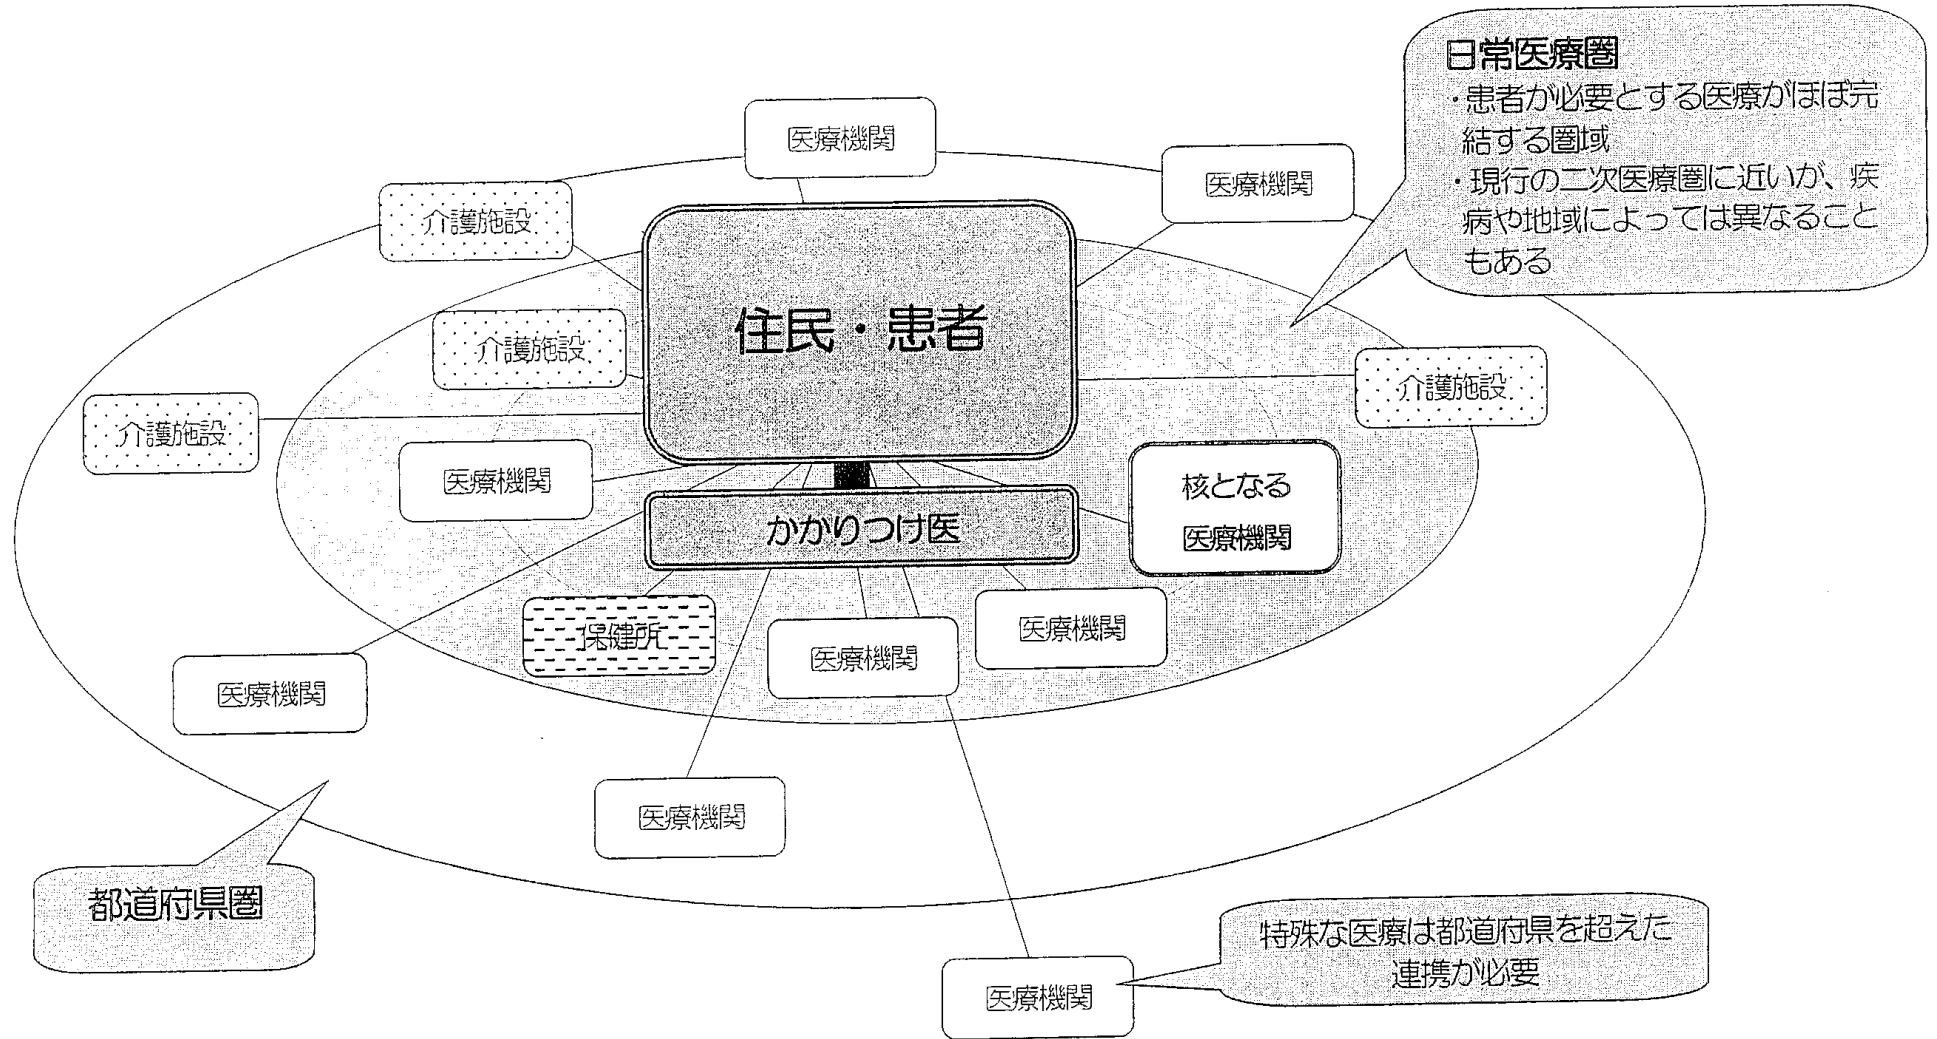 日常医療圏
・患者が必要とする医療がほぼ完
結する圏域
・現行の二次医療圏に近いが、疾
病や地域によっては異なること
もある
医療機関
医療機関
介護施設
住民・患者
介護施設
介護施設
介護施設
医療機関
核となる
医療機関
かかりつけ医
保健所
医療機関
医療機関
医療機関
医療機関
都道府県圏
特殊な医療は都道府県を超えた
連携が必要
医療機関